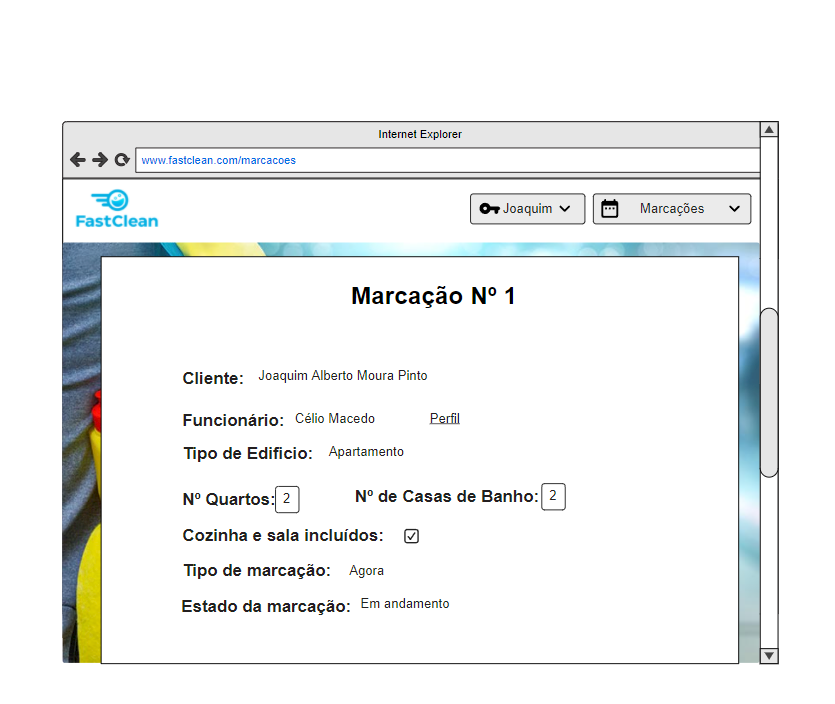 Internet Explorer
www.fastclean.com/marcacoes
FastClean
Joaquim
Marcações
Marcação Nº 1
Cliente: Joaquim Alberto Moura Pinto
Funcionário: Célio Macedo Perfil
Tipo de Edificio: Apartamento
Nº Quartos: 2 Nº de Casas de Banho: 2
Cozinha e sala incluídos:
Tipo de marcação: Agora
Estado da marcação: Em andamento